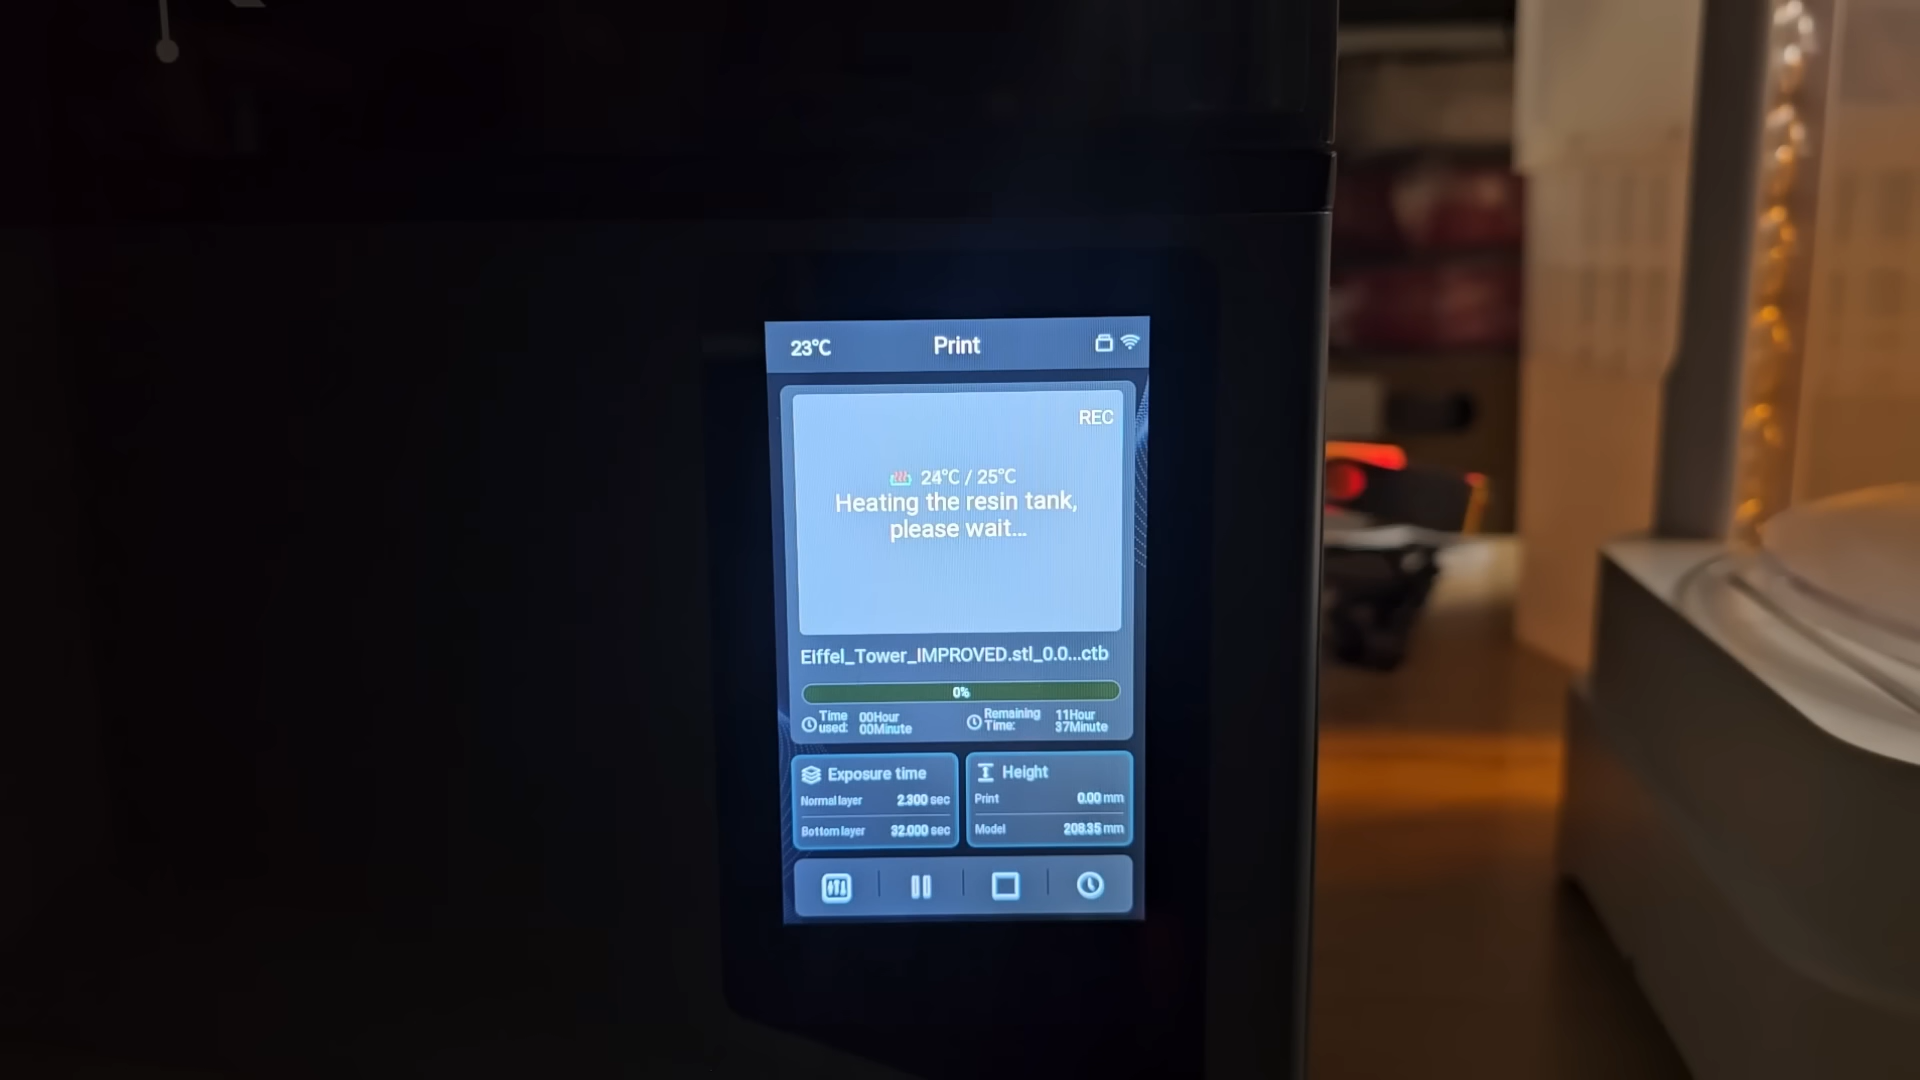 23°C Print
REC
24°C / 25°C
Heating the resin tank,
please wait...
Eiffel_Tower_IMPROVED.stl_0.0...ctb
0%
Time used: 00Hour 00Minute
Remaining Time: 11Hour 37Minute
Exposure time
Normal layer 2.300 sec
Bottom layer 32.000 sec
Height
Print 0.00 mm
Model 208.35 mm